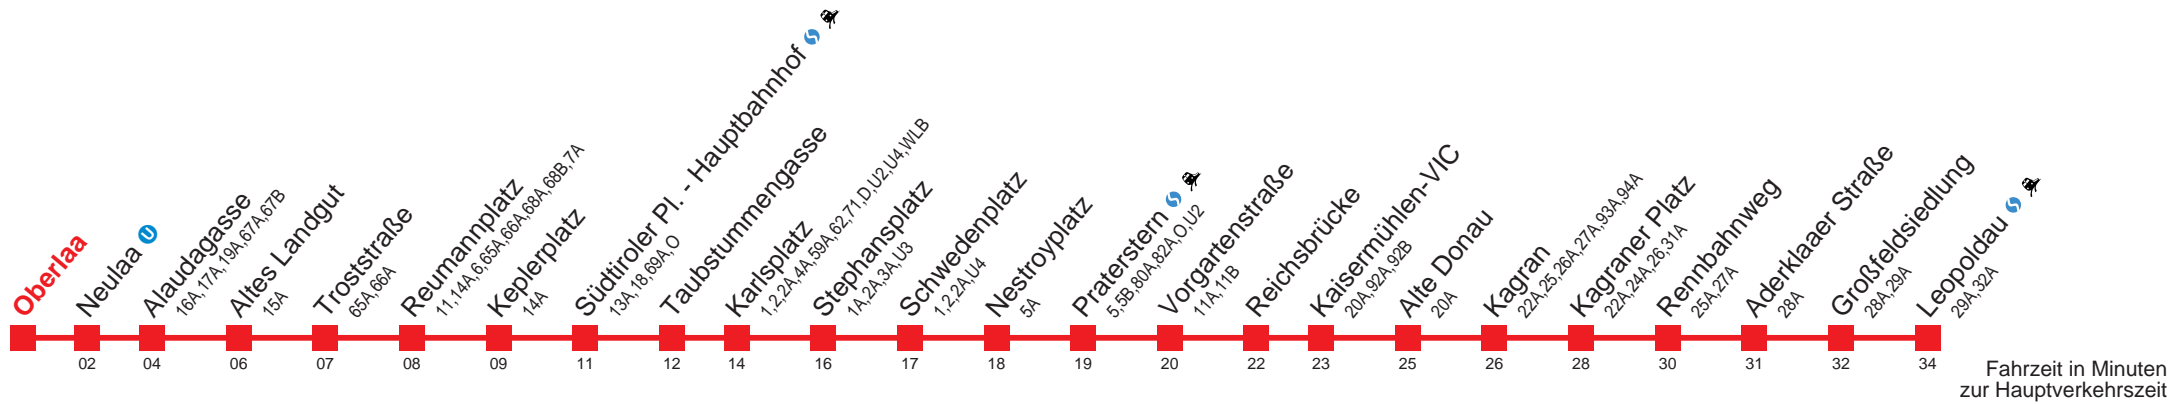 Oberlaa
Neulaa U
02
Alaudagasse
16A,17A,19A,67A,67B
04
Altes Landgut
15A
06
Troststraße
65A,66A
07
Reumannplatz
11,14A,6,65A,66A,68A,68B,7A
08
Keplerplatz
14A
09
Südtiroler Pl. - Hauptbahnhof
13A,18,69A,O
11
Taubstummengasse
12
Karlsplatz
1,2,2A,4A,59A,62,71,D,U2,U4,WLB
14
Stephansplatz
1A,2A,3A,U3
16
Schwedenplatz
1,2,2A,U4
17
Nestroyplatz
5A
18
Praterstern
5,5B,80A,82A,O,U2
19
Vorgartenstraße
11A,11B
20
Reichsbrücke
22
Kaisermühlen-VIC
20A,92A,92B
23
Alte Donau
20A
25
Kagran
22A,25,26A,27A,93A,94A
26
Kagraner Platz
22A,24A,26,31A
28
Rennbahnweg
25A,27A
30
Aderklaaer Straße
28A
31
Großfeldsiedlung
28A,29A
32
Leopoldau
29A,32A
34
Fahrzeit in Minuten
zur Hauptverkehrszeit